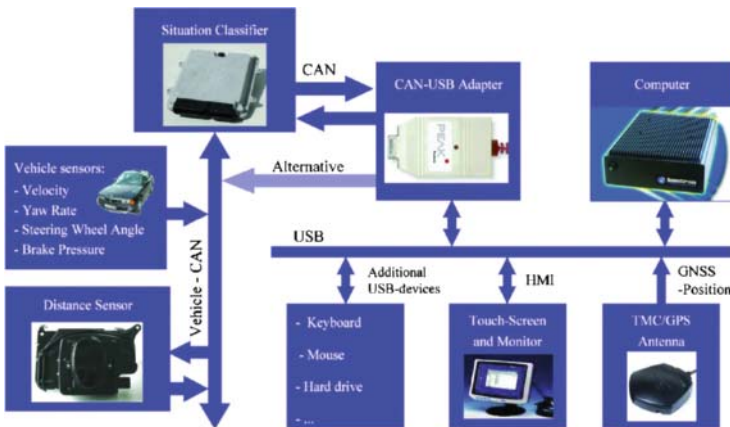 Situation Classifier
CAN
CAN-USB Adapter
PEAK
Computer
Vehicle sensors:
- Velocity
- Yaw Rate
- Steering Wheel Angle
- Brake Pressure
Alternative
USB
Vehicle - CAN
Additional
USB-devices
HMI
GNSS
-Position
Distance Sensor
- Keyboard
- Mouse
- Hard drive
- ...
Touch-Screen
and Monitor
TMC/GPS
Antenna